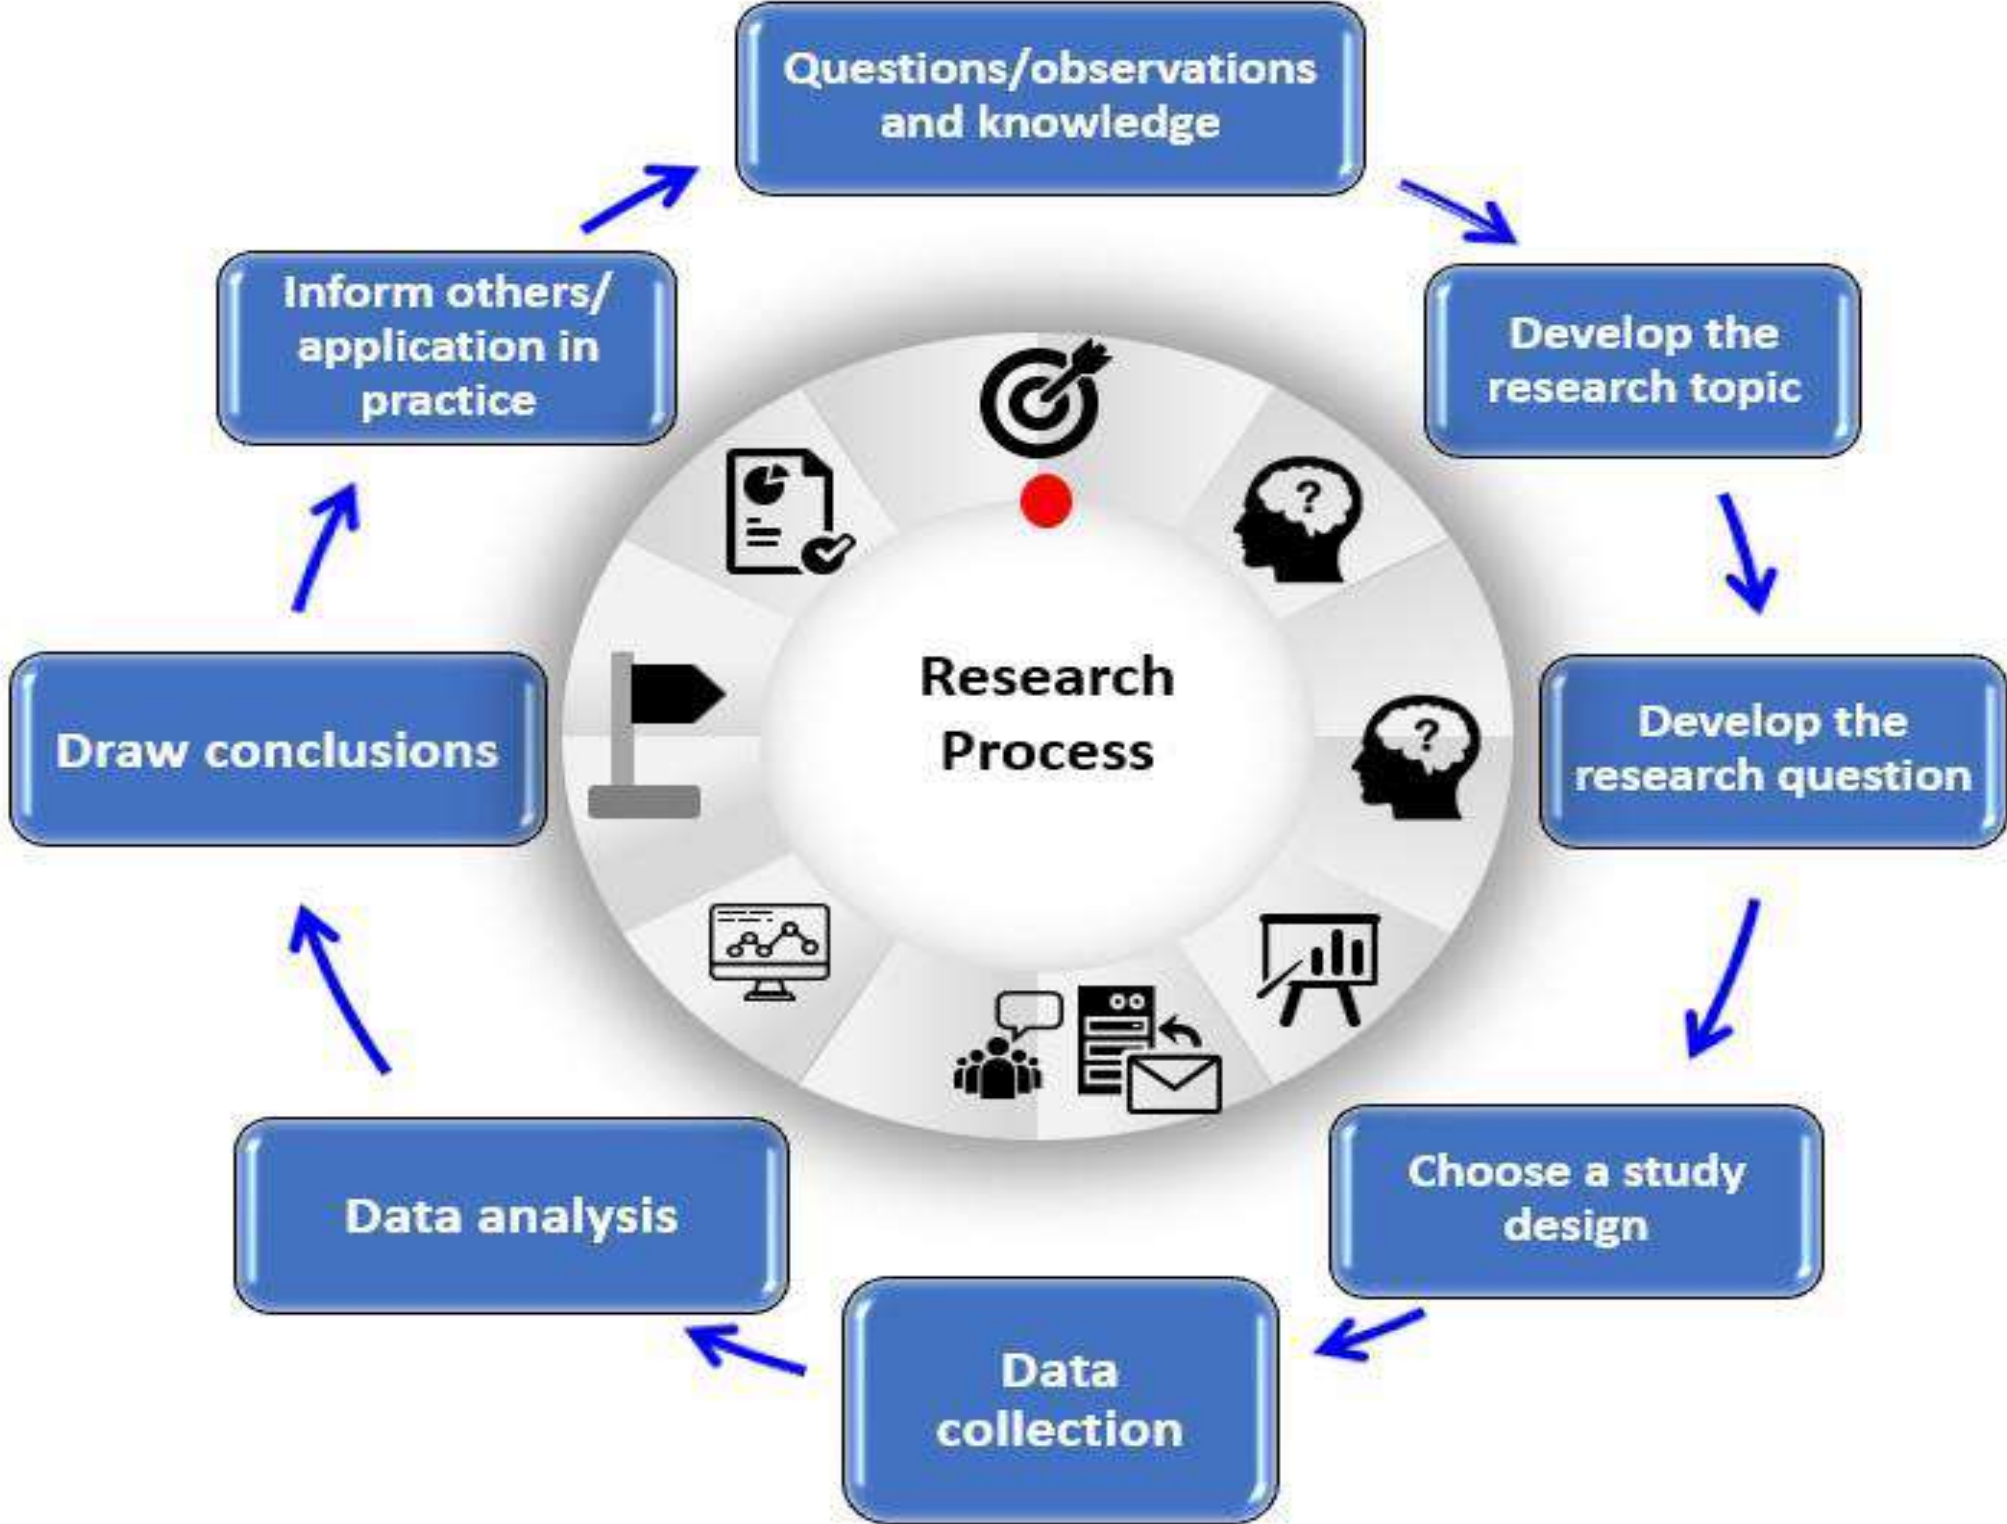 Questions/observations
and knowledge
Develop the
research topic
Develop the
research question
Choose a study
design
Data
collection
Data analysis
Draw conclusions
Inform others/
application in
practice
?
?
Research
Process